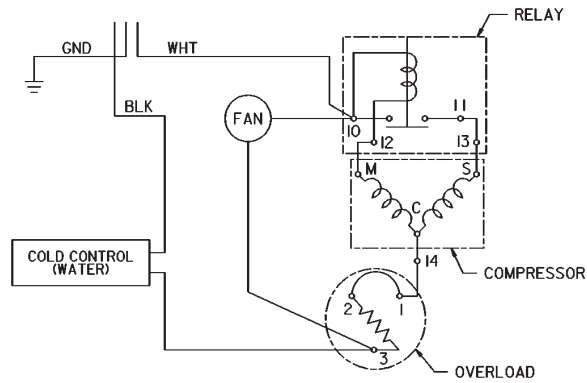 RELAY
GND
WHT
BLK
FAN
10
11
12
13
M
S
C
COLD CONTROL
(WATER)
14
COMPRESSOR
2
1
3
OVERLOAD